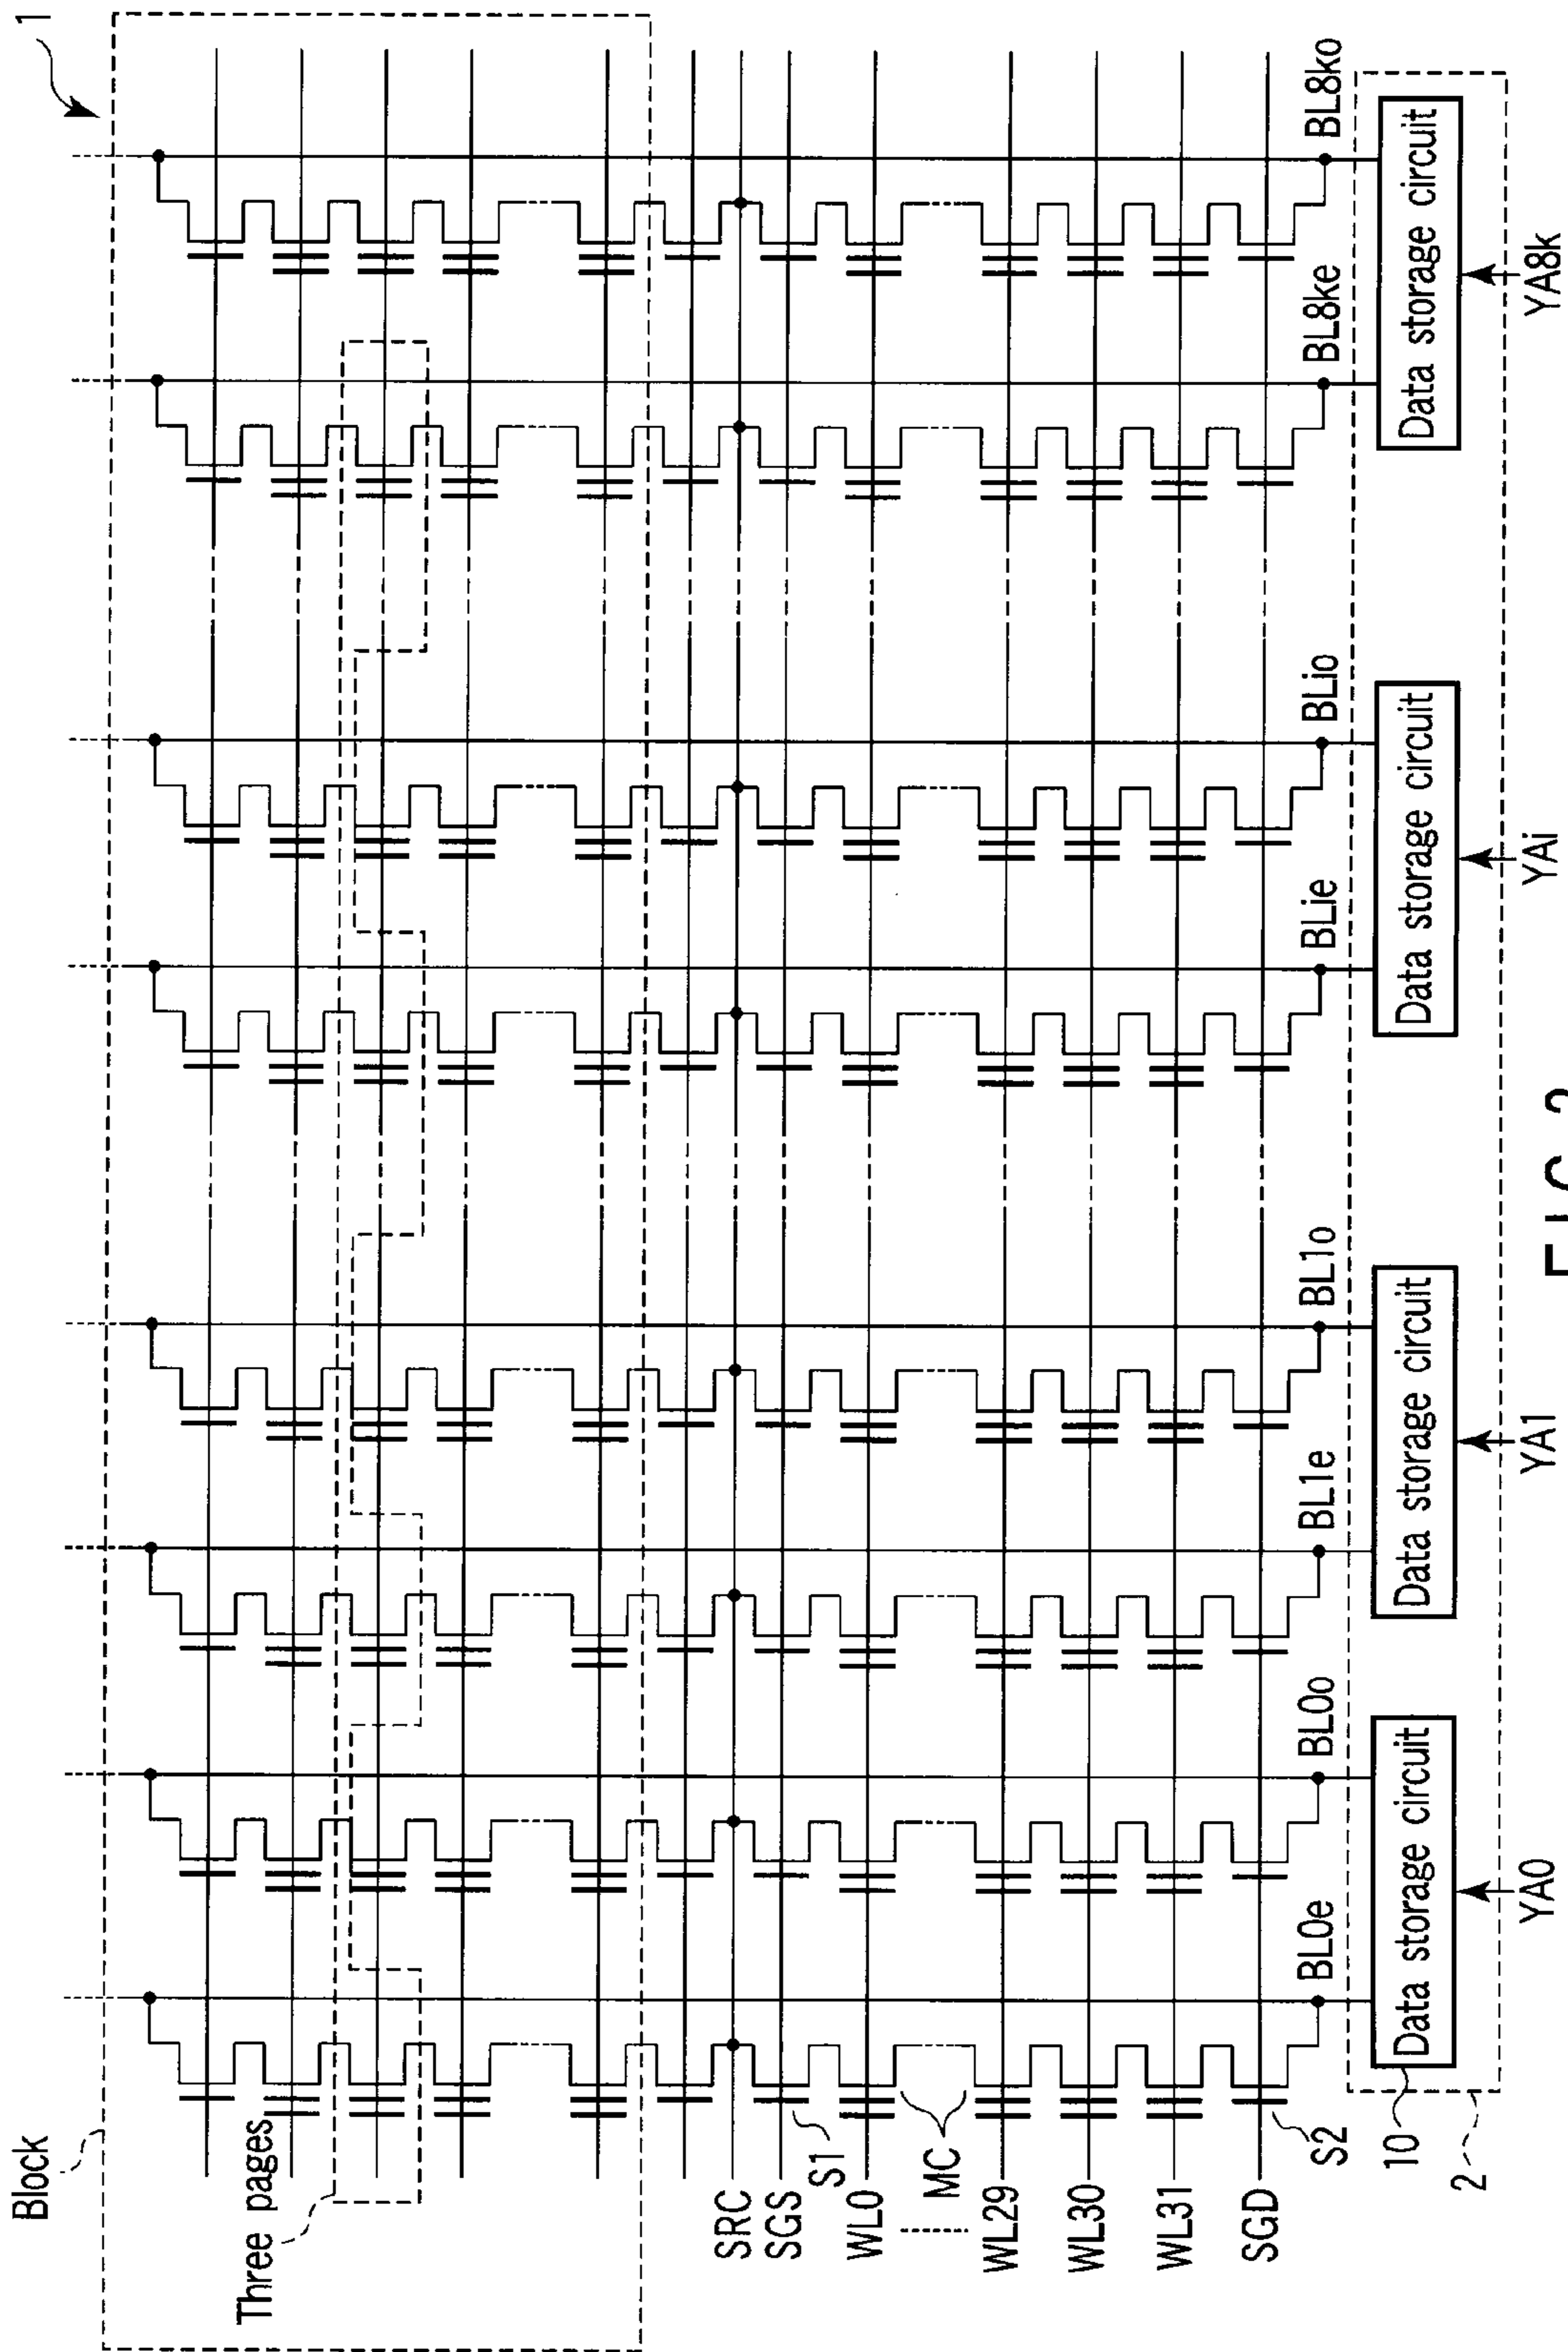 1
Block
Three pages
SRC
SGS
S1
WL0
MC
WL29
WL30
WL31
SGD
S2
BL0e
BL0o
BL1e
BL1o
BLie
BLio
BL8ke
BL8ko
10
Data storage circuit
Data storage circuit
Data storage circuit
Data storage circuit
2
YA0
YA1
YAi
YA8k